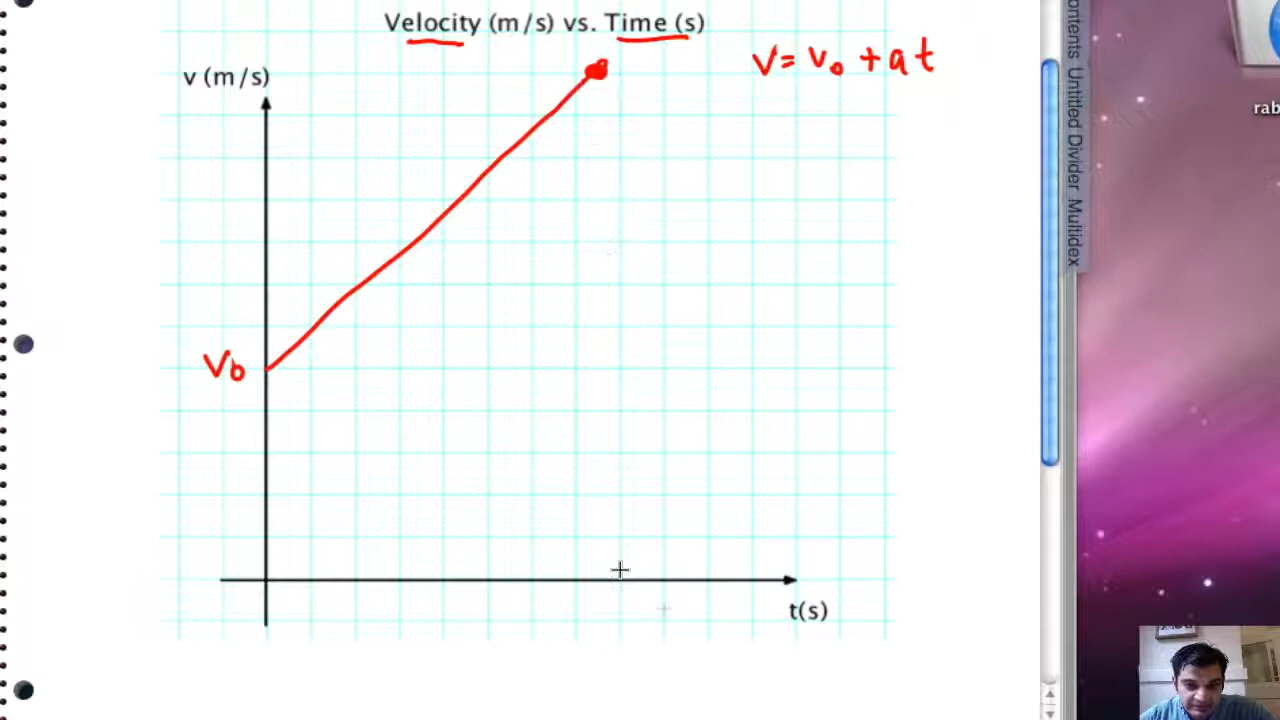 Velocity (m/s) vs. Time (s)
v = v₀ + at
v (m/s)
v₀
t(s)
ontents Untitled Divider Multidex
rab